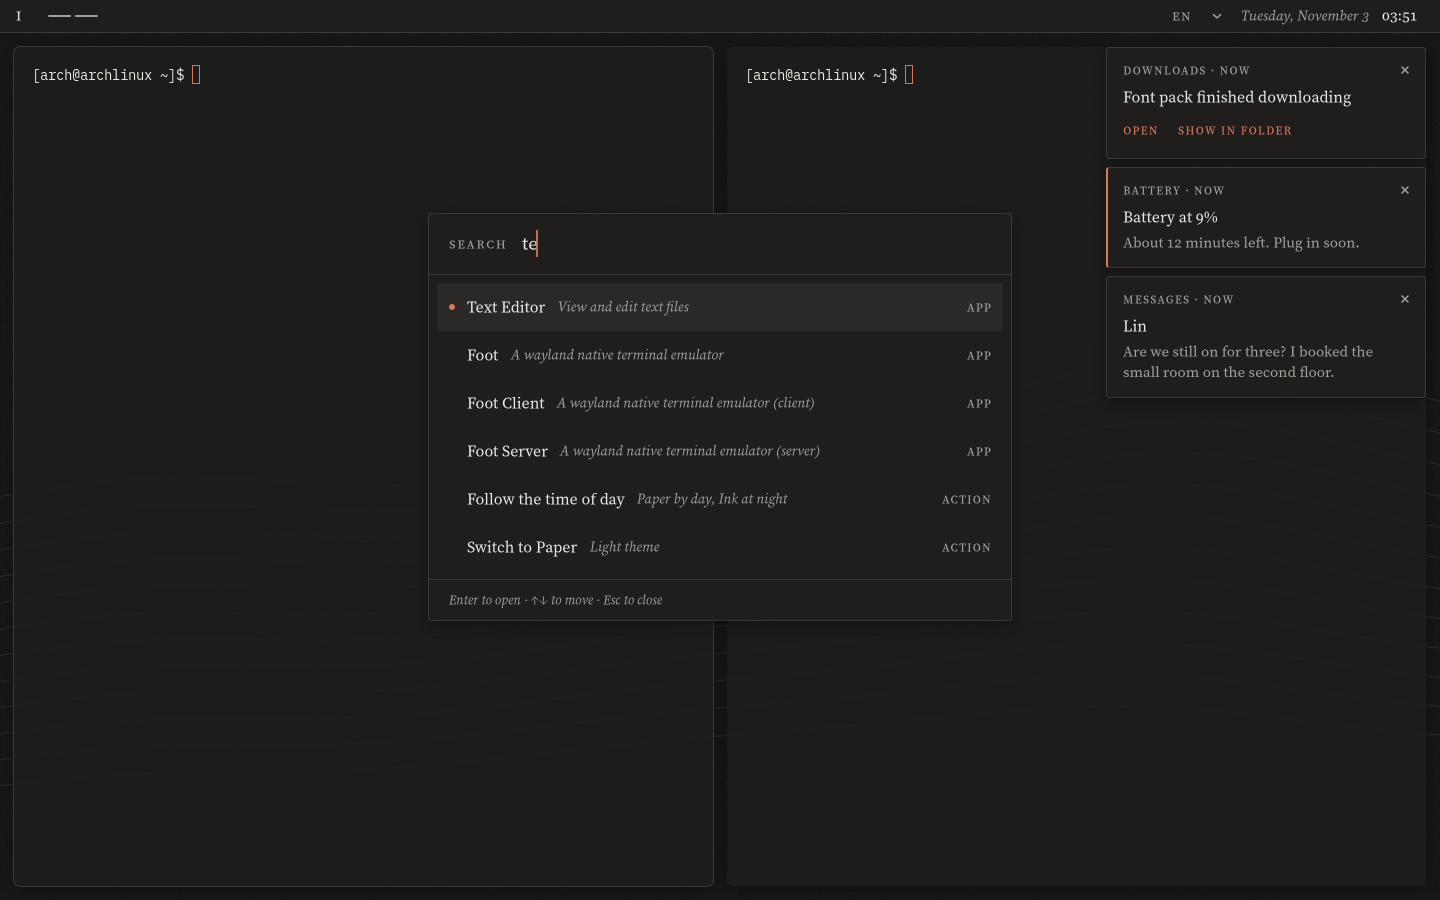 I
EN
Tuesday, November 3 03:51
[arch@archlinux ~]$
[arch@archlinux ~]$
DOWNLOADS · NOW
Font pack finished downloading
OPEN SHOW IN FOLDER
BATTERY · NOW
Battery at 9%
About 12 minutes left. Plug in soon.
MESSAGES · NOW
Lin
Are we still on for three? I booked the
small room on the second floor.
SEARCH te
Text Editor View and edit text files APP
Foot A wayland native terminal emulator APP
Foot Client A wayland native terminal emulator (client) APP
Foot Server A wayland native terminal emulator (server) APP
Follow the time of day Paper by day, Ink at night ACTION
Switch to Paper Light theme ACTION
Enter to open · ↑↓ to move · Esc to close